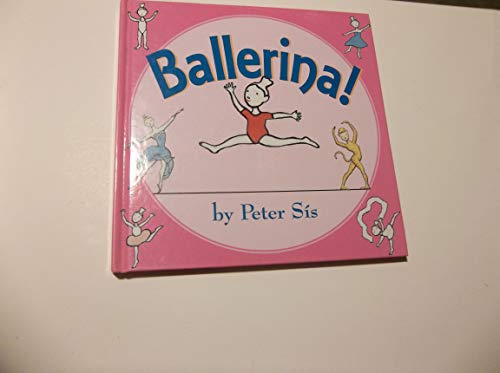 Ballerina!
by Peter Sís